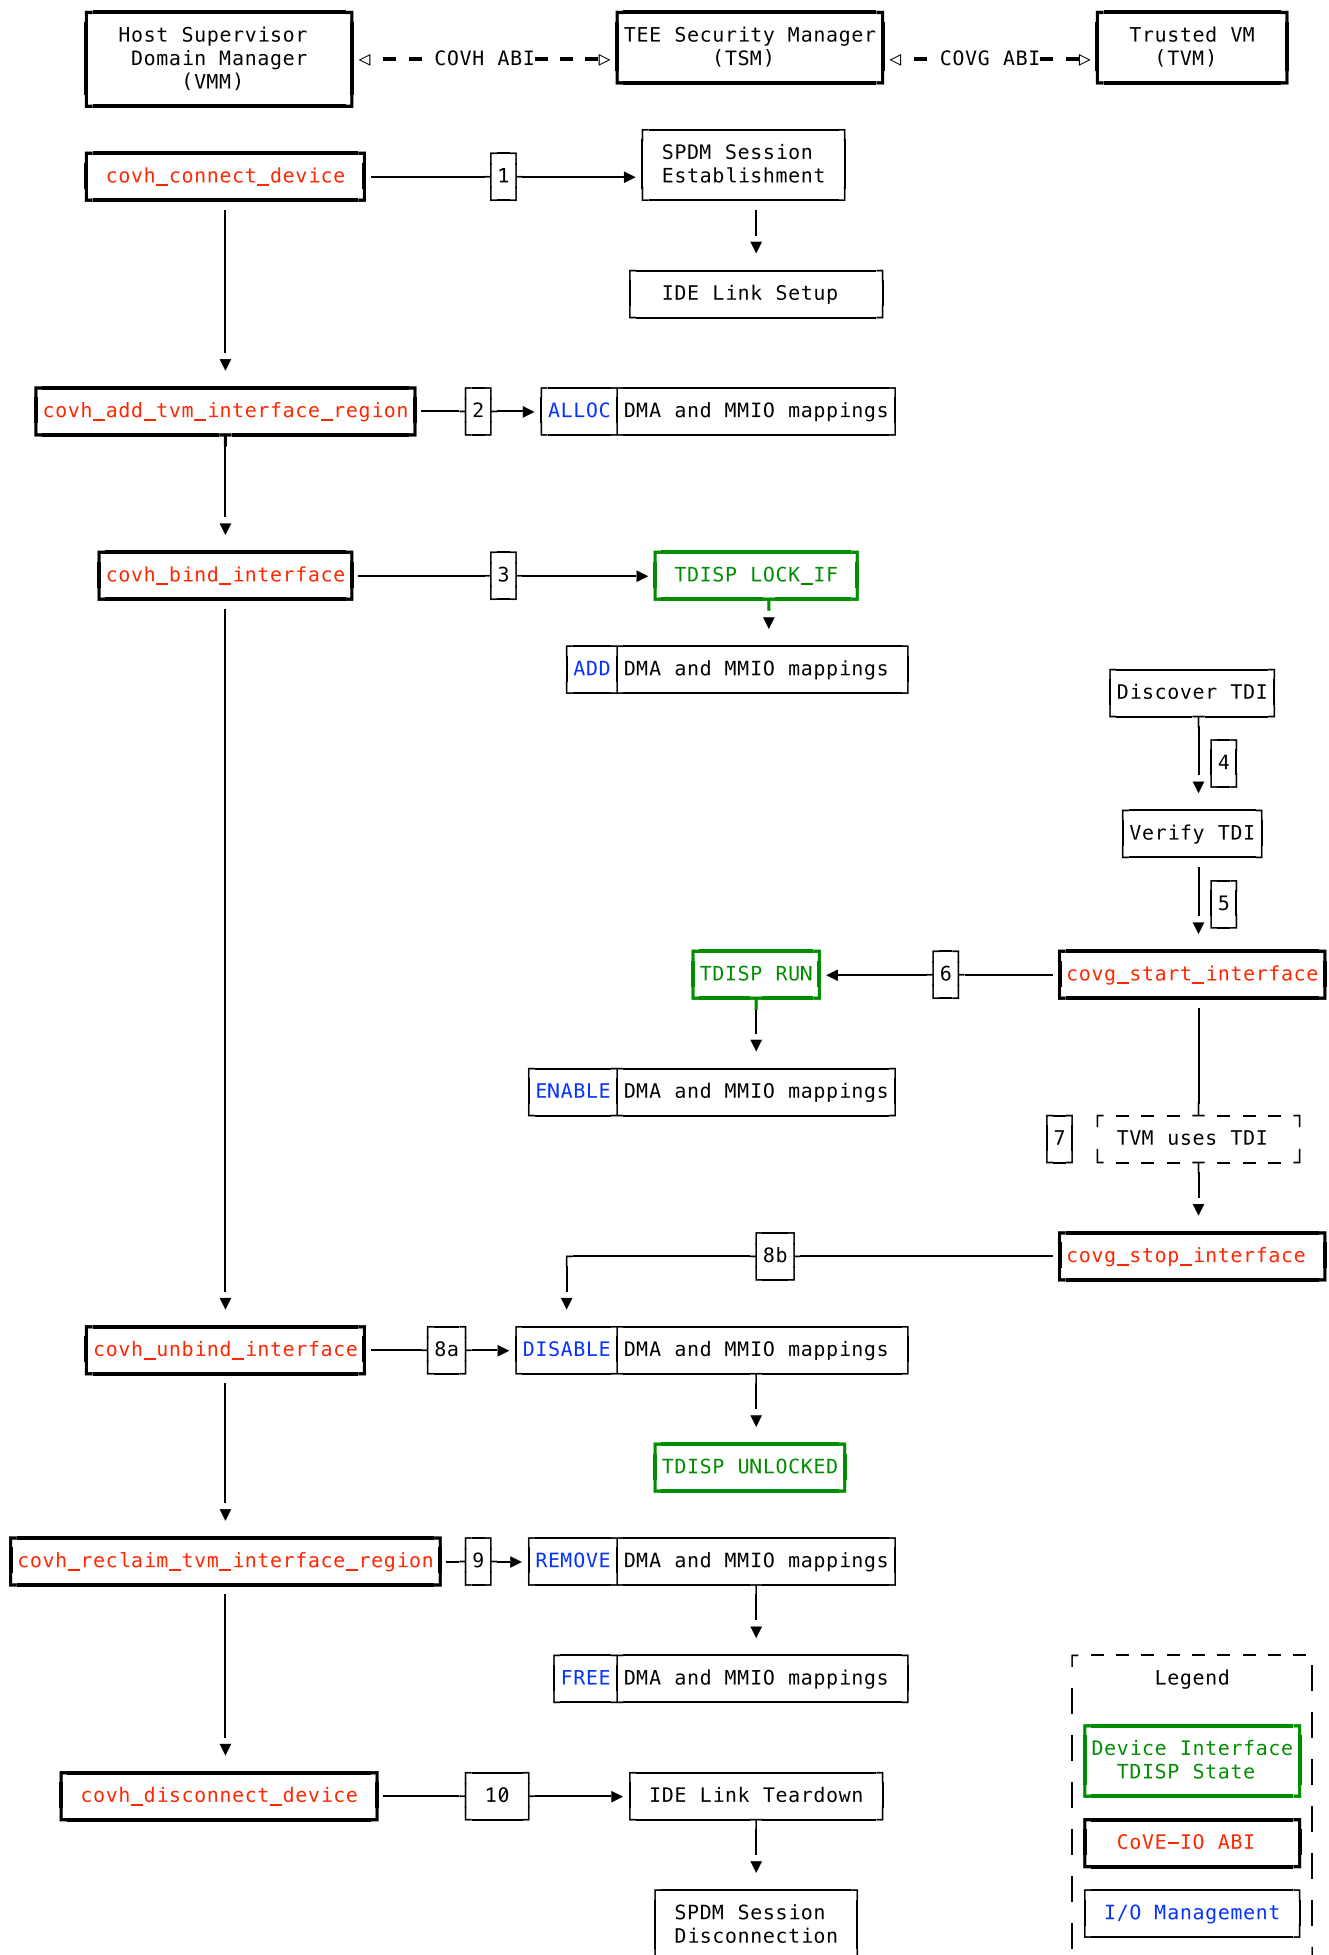 Host Supervisor
Domain Manager
(VMM)
COVH ABI
TEE Security Manager
(TSM)
COVG ABI
Trusted VM
(TVM)
covh_connect_device
1
SPDM Session
Establishment
IDE Link Setup
covh_add_tvm_interface_region
2
ALLOC DMA and MMIO mappings
covh_bind_interface
3
TDISP LOCK_IF
ADD DMA and MMIO mappings
Discover TDI
4
Verify TDI
5
TDISP RUN
6
covg_start_interface
ENABLE DMA and MMIO mappings
7
TVM uses TDI
8b
covg_stop_interface
covh_unbind_interface
8a
DISABLE DMA and MMIO mappings
TDISP UNLOCKED
covh_reclaim_tvm_interface_region
9
REMOVE DMA and MMIO mappings
FREE DMA and MMIO mappings
covh_disconnect_device
10
IDE Link Teardown
SPDM Session
Disconnection
Legend
Device Interface
TDISP State
CoVE-IO ABI
I/O Management